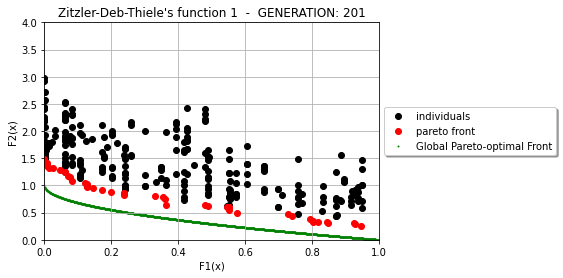 Zitzler-Deb-Thiele's function 1 - GENERATION: 201
4.0
3.5
3.0
2.5
2.0
1.5
1.0
0.5
0.0
F2(x)
0.0 0.2 0.4 0.6 0.8 1.0
F1(x)
individuals
pareto front
Global Pareto-optimal Front